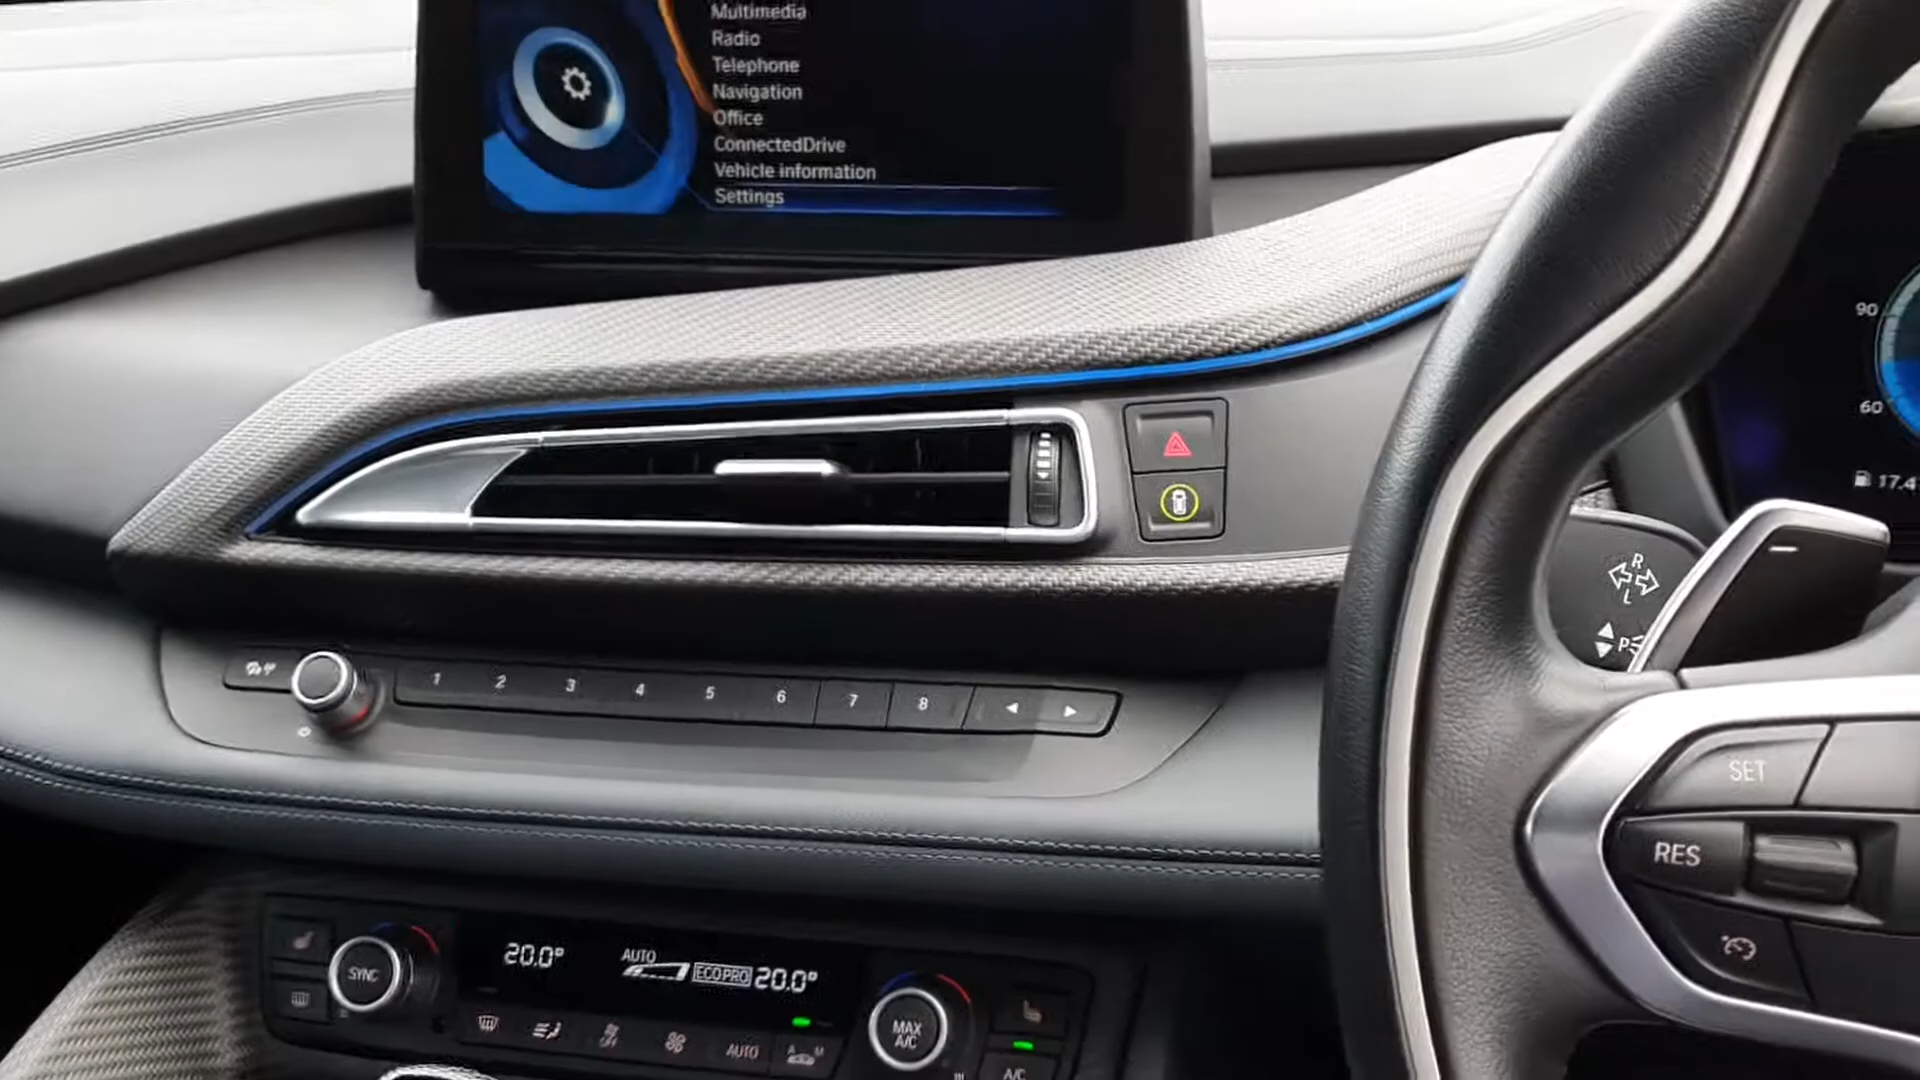 Multimedia
Radio
Telephone
Navigation
Office
ConnectedDrive
Vehicle information
Settings
90
60
17.4
R
L
P
1 2 3 4 5 6 7 8
SET
RES
SYNC
20.0°
AUTO
ECO PRO
20.0°
MAX
A/C
AUTO
A M
A/C